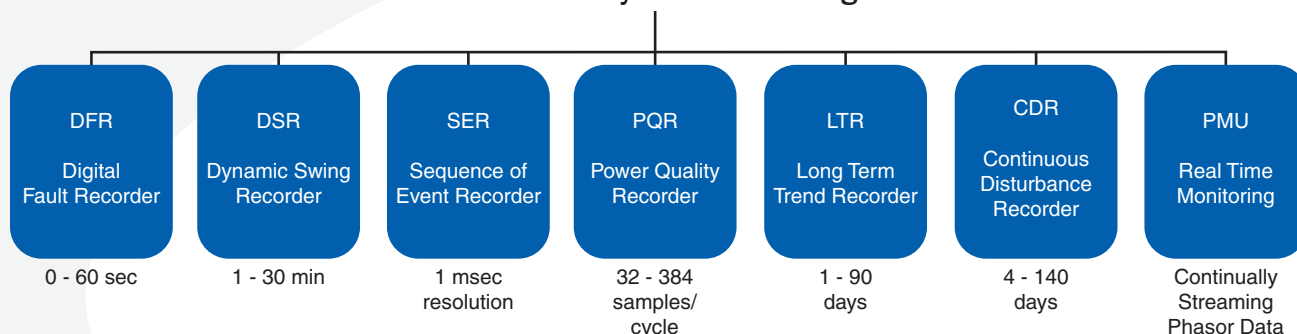 DFR
Digital
Fault Recorder
0 - 60 sec
DSR
Dynamic Swing
Recorder
1 - 30 min
SER
Sequence of
Event Recorder
1 msec
resolution
PQR
Power Quality
Recorder
32 - 384
samples/
cycle
LTR
Long Term
Trend Recorder
1 - 90
days
CDR
Continuous
Disturbance
Recorder
4 - 140
days
PMU
Real Time
Monitoring
Continually
Streaming
Phasor Data